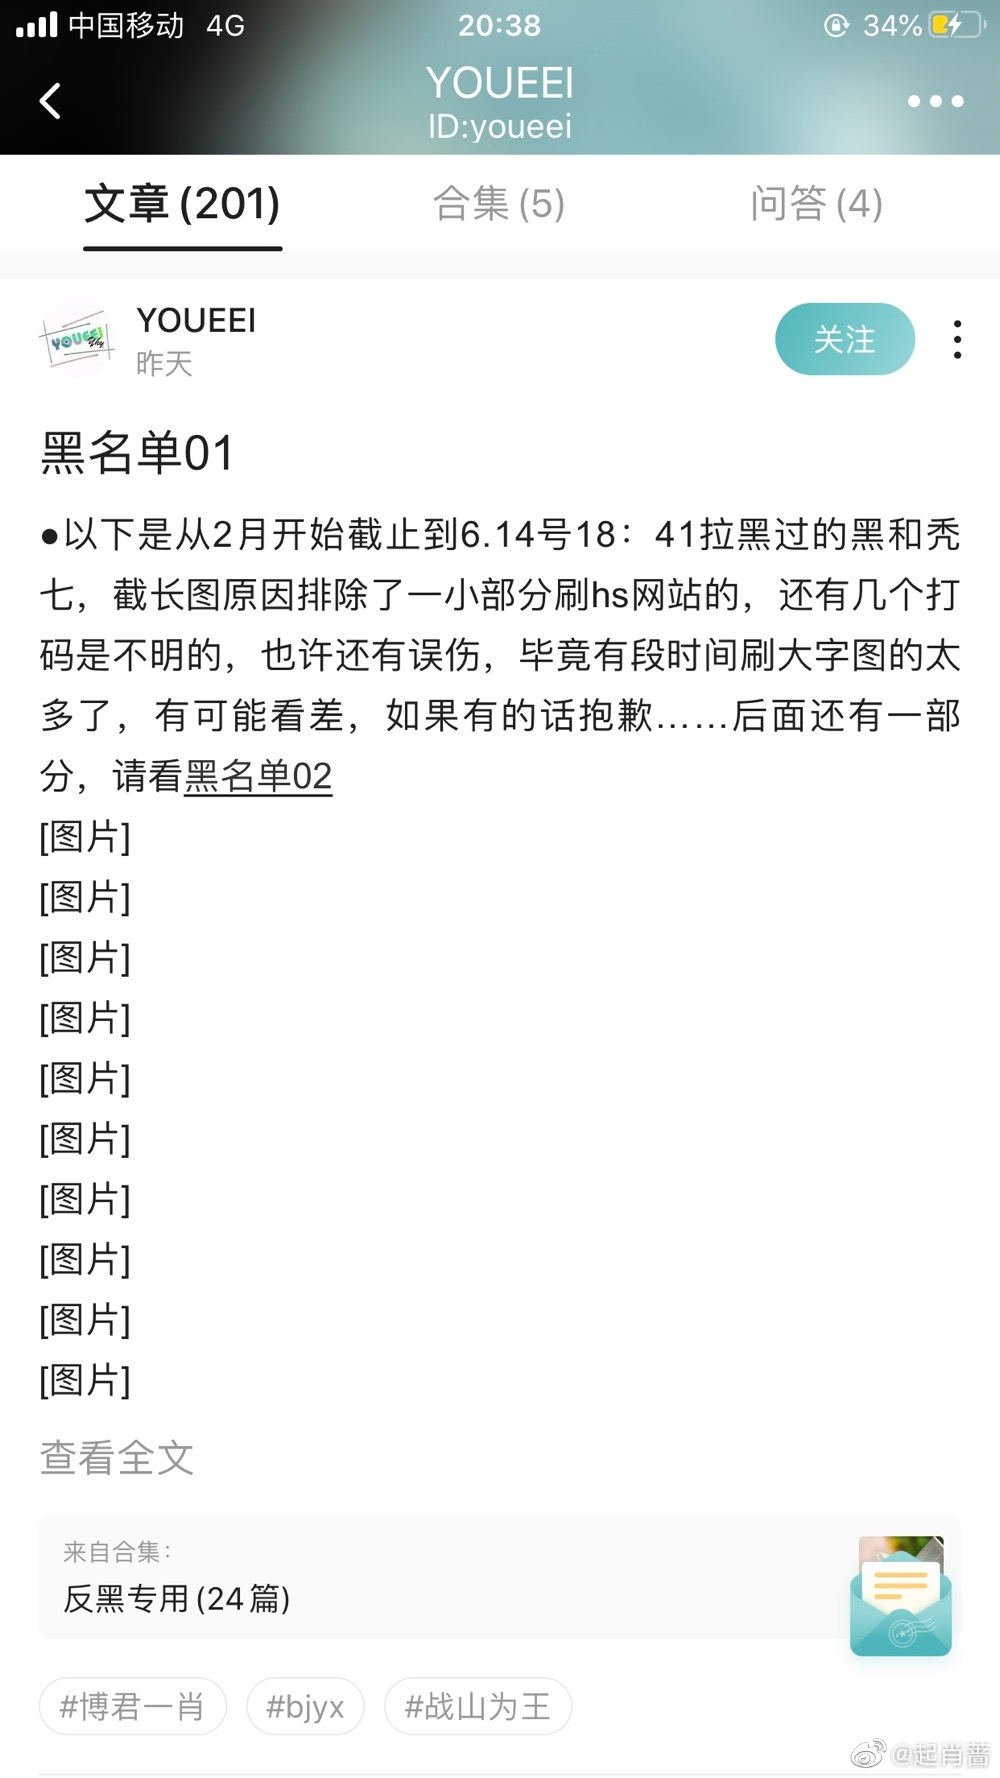 中国移动 4G 20:38 34%
YOUEEI
ID:youeei
文章 (201) 合集 (5) 问答 (4)
YOUEEI
昨天
关注
黑名单01
●以下是从2月开始截止到6.14号18：41拉黑过的黑和秃
七，截长图原因排除了一小部分刷hs网站的，还有几个打
码是不明的，也许还有误伤，毕竟有段时间刷大字图的太
多了，有可能看差，如果有的话抱歉……后面还有一部
分，请看黑名单02
[图片]
[图片]
[图片]
[图片]
[图片]
[图片]
[图片]
[图片]
[图片]
[图片]
查看全文
来自合集：
反黑专用 (24 篇)
#博君一肖 #bjyx #战山为王
@起肖蔷